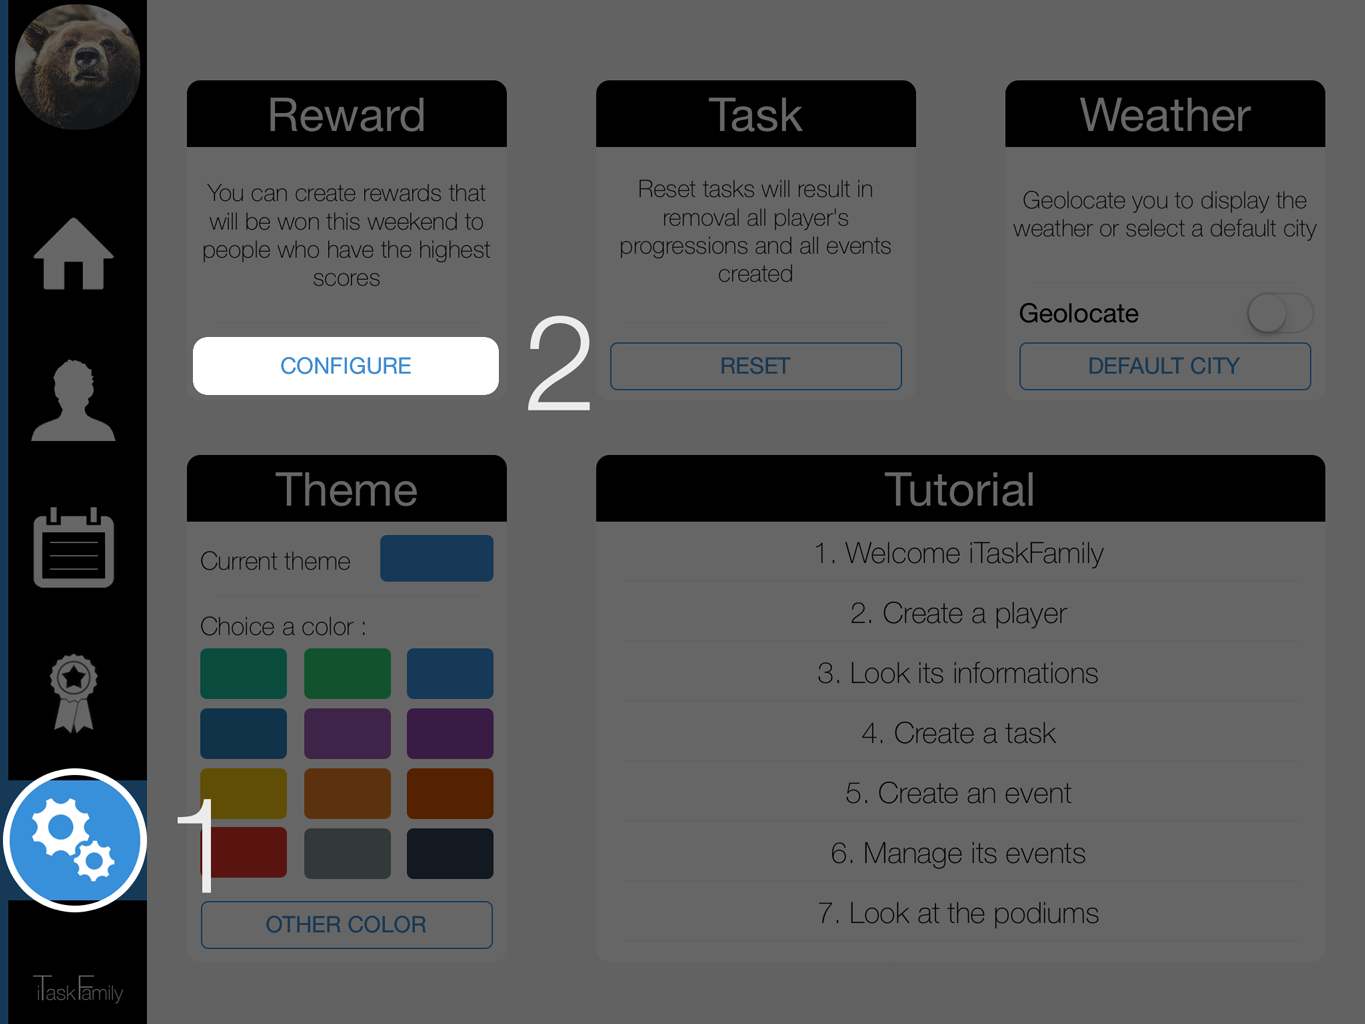 Reward
You can create rewards that
will be won this weekend to
people who have the highest
scores
CONFIGURE
2
Task
Reset tasks will result in
removal all player's
progressions and all events
created
RESET
Weather
Geolocate you to display the
weather or select a default city
Geolocate
DEFAULT CITY
Theme
Current theme
Choice a color :
1
OTHER COLOR
Tutorial
1. Welcome iTaskFamily
2. Create a player
3. Look its informations
4. Create a task
5. Create an event
6. Manage its events
7. Look at the podiums
iTaskFamily